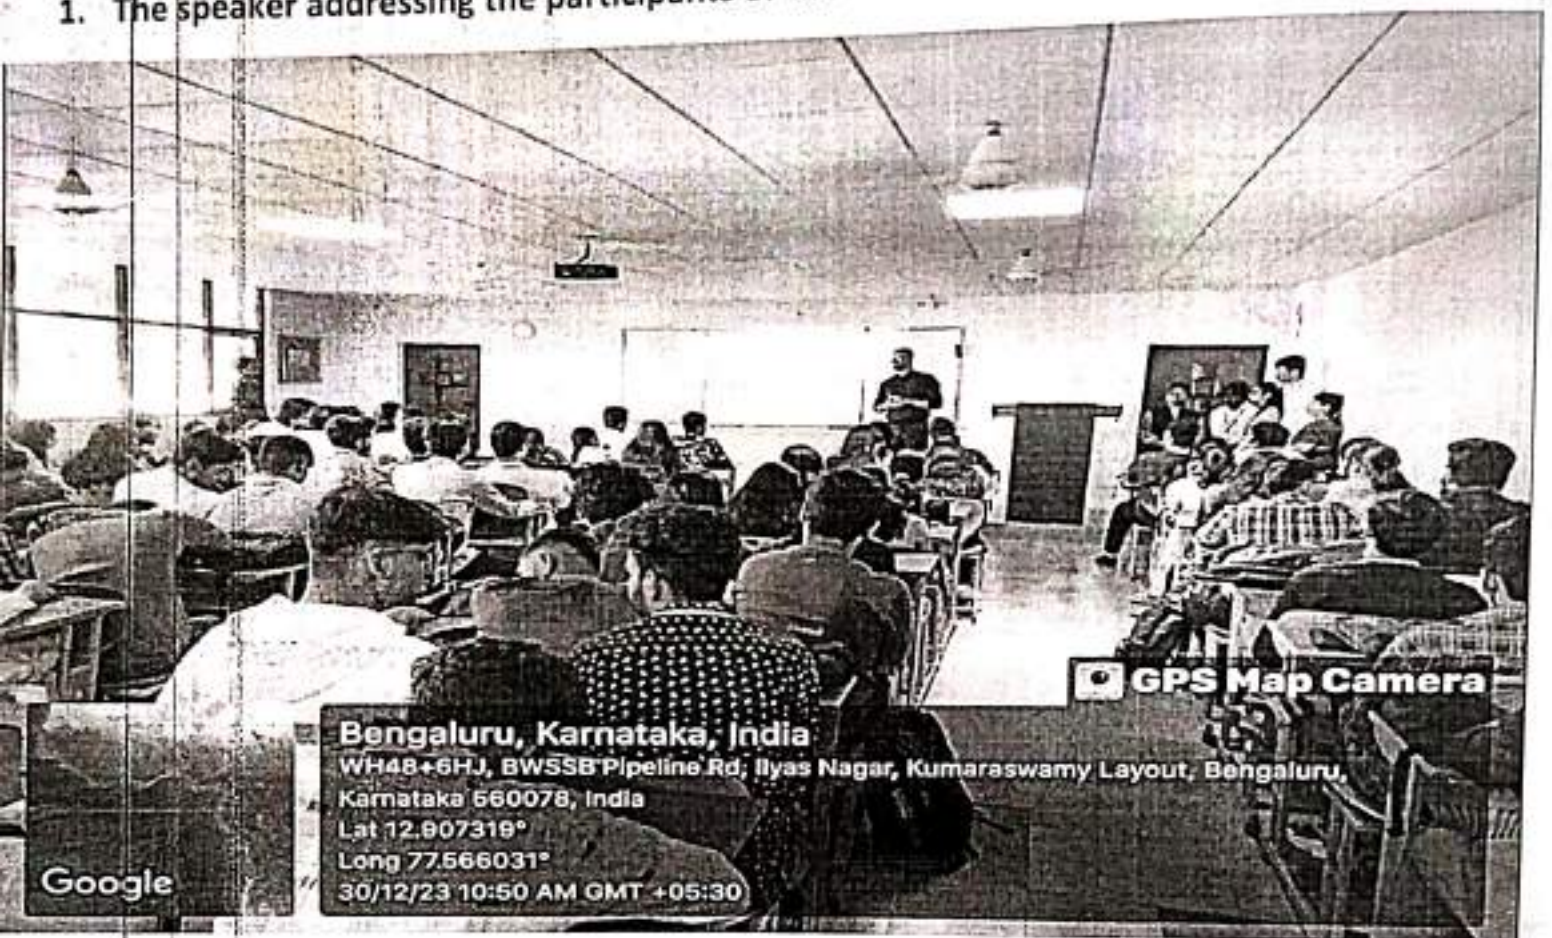 1. The speaker addressing the participants
GPS Map Camera
Bengaluru, Karnataka, India
WH48+6HJ, BWSSB Pipeline Rd, Ilyas Nagar, Kumaraswamy Layout, Bengaluru,
Karnataka 560078, India
Lat 12.907319°
Long 77.566031°
30/12/23 10:50 AM GMT +05:30
Google